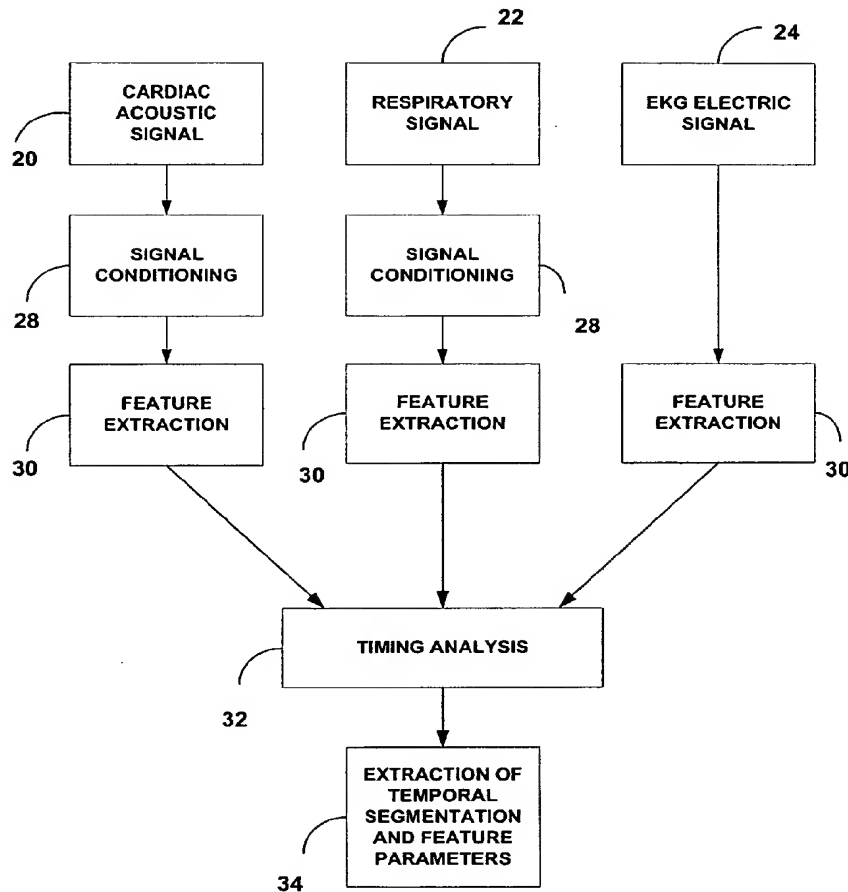 22
24
CARDIAC
ACOUSTIC
SIGNAL
RESPIRATORY
SIGNAL
EKG ELECTRIC
SIGNAL
20
SIGNAL
CONDITIONING
SIGNAL
CONDITIONING
28
28
FEATURE
EXTRACTION
FEATURE
EXTRACTION
FEATURE
EXTRACTION
30
30
30
TIMING ANALYSIS
32
EXTRACTION OF
TEMPORAL
SEGMENTATION
AND FEATURE
PARAMETERS
34